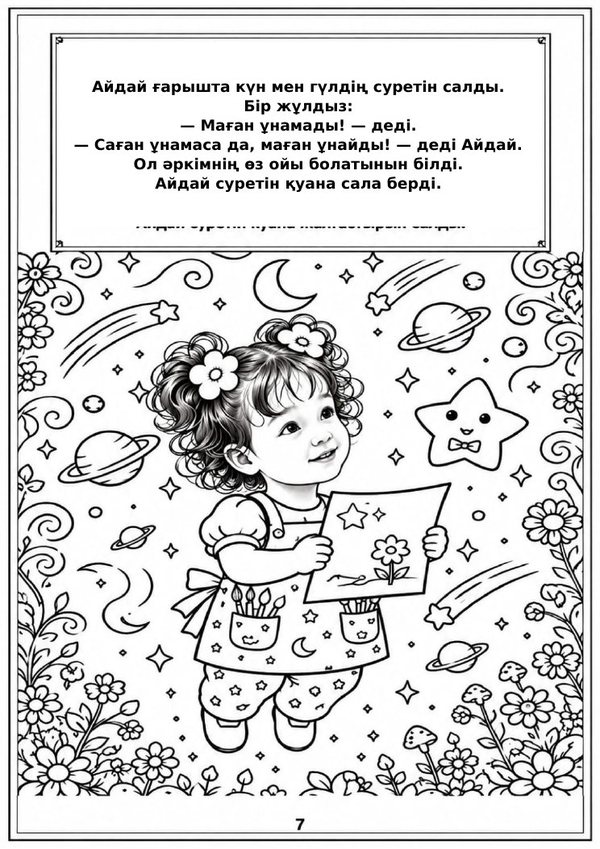 Айдай ғарышта күн мен гүлдің суретін салды.
Бір жұлдыз:
— Маған ұнамады! — деді.
— Саған ұнамаса да, маған ұнайды! — деді Айдай.
Ол әркімнің өз ойы болатынын білді.
Айдай суретін қуана сала берді.
7